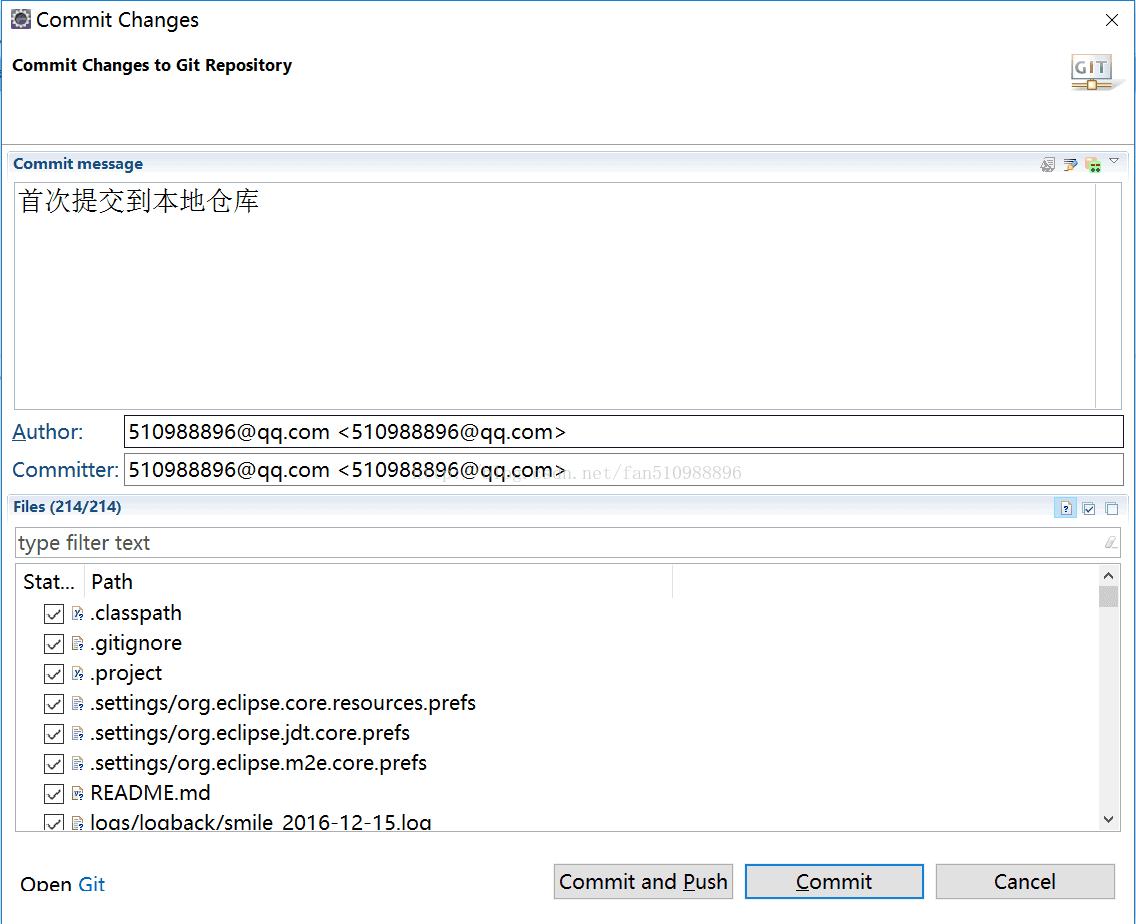 Commit Changes
Commit Changes to Git Repository
GIT
Commit message
首次提交到本地仓库
Author: 510988896@qq.com <510988896@qq.com>
Committer: 510988896@qq.com <510988896@qq.com>
.net/fan510988896
Files (214/214)
type filter text
Stat... Path
.classpath
.gitignore
.project
.settings/org.eclipse.core.resources.prefs
.settings/org.eclipse.jdt.core.prefs
.settings/org.eclipse.m2e.core.prefs
README.md
logs/logback/smile_2016-12-15.log
Open Git
Commit and Push Commit Cancel